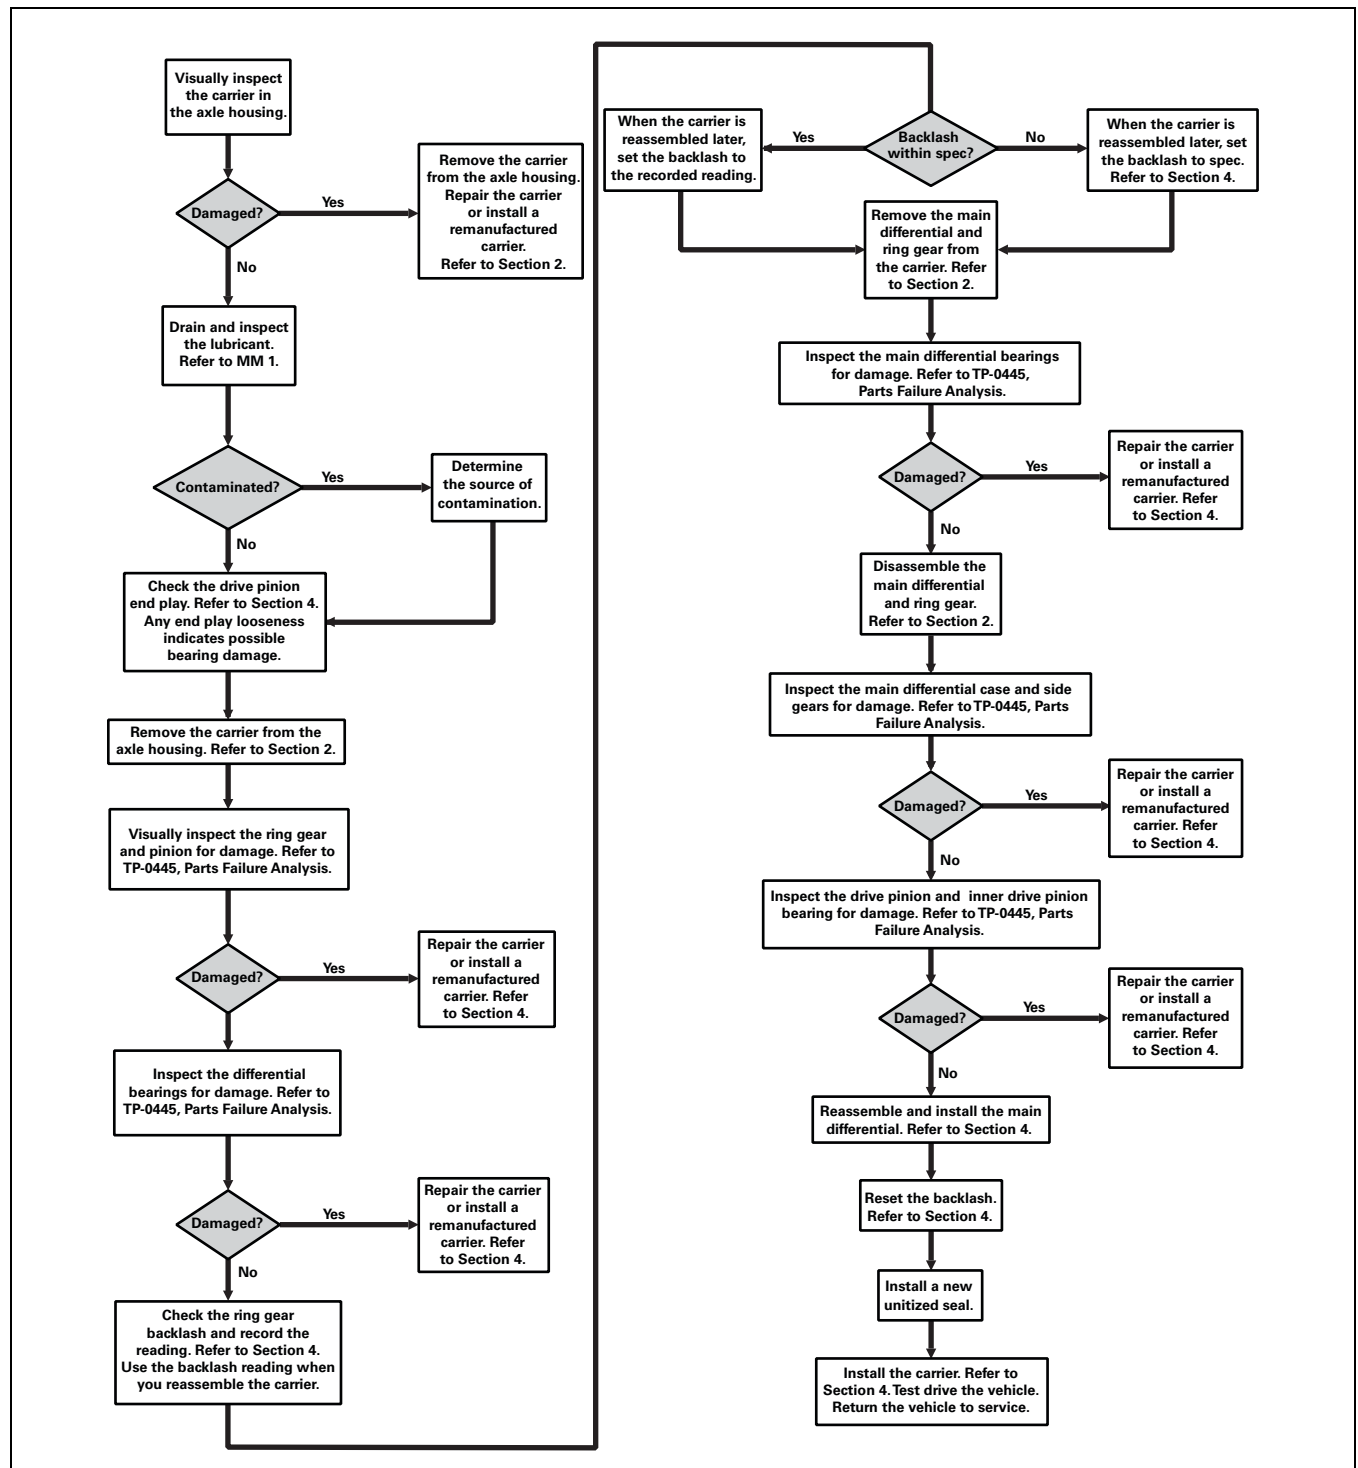 Visually inspect
the carrier in
the axle housing.
Damaged?
Yes
Remove the carrier
from the axle housing.
Repair the carrier
or install a
remanufactured
carrier.
Refer to Section 2.
No
Drain and inspect
the lubricant.
Refer to MM 1.
Contaminated?
Yes
Determine
the source of
contamination.
No
Check the drive pinion
end play. Refer to Section 4.
Any end play looseness
indicates possible
bearing damage.
Remove the carrier from the
axle housing. Refer to Section 2.
Visually inspect the ring gear
and pinion for damage. Refer to
TP-0445, Parts Failure Analysis.
Damaged?
Yes
Repair the carrier
or install a
remanufactured
carrier. Refer
to Section 4.
No
Inspect the differential
bearings for damage. Refer to
TP-0445, Parts Failure Analysis.
Damaged?
Yes
Repair the carrier
or install a
remanufactured
carrier. Refer
to Section 4.
No
Check the ring gear
backlash and record the
reading. Refer to Section 4.
Use the backlash reading when
you reassemble the carrier.
Backlash
within spec?
Yes
When the carrier is
reassembled later,
set the backlash to
the recorded reading.
No
When the carrier is
reassembled later, set
the backlash to spec.
Refer to Section 4.
Remove the main
differential and
ring gear from
the carrier. Refer
to Section 2.
Inspect the main differential bearings
for damage. Refer to TP-0445,
Parts Failure Analysis.
Damaged?
Yes
Repair the carrier
or install a
remanufactured
carrier. Refer
to Section 4.
No
Disassemble the
main differential
and ring gear.
Refer to Section 2.
Inspect the main differential case and side
gears for damage. Refer to TP-0445, Parts
Failure Analysis.
Damaged?
Yes
Repair the carrier
or install a
remanufactured
carrier. Refer
to Section 4.
No
Inspect the drive pinion and inner drive pinion
bearing for damage. Refer to TP-0445, Parts
Failure Analysis.
Damaged?
Yes
Repair the carrier
or install a
remanufactured
carrier. Refer
to Section 4.
No
Reassemble and install the main
differential. Refer to Section 4.
Reset the backlash.
Refer to Section 4.
Install a new
unitized seal.
Install the carrier. Refer to
Section 4. Test drive the vehicle.
Return the vehicle to service.